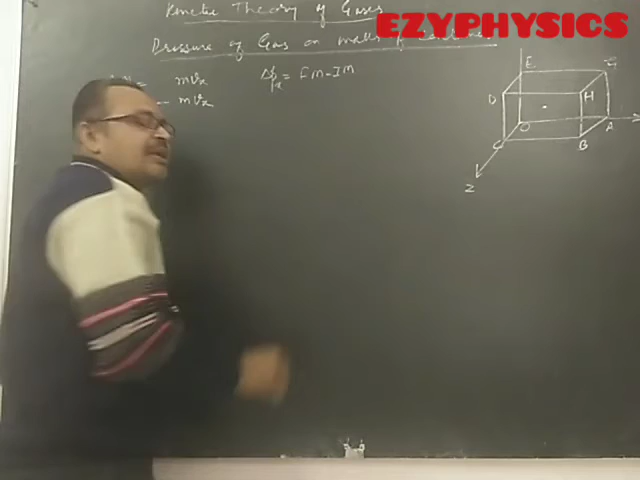 Kinetic Theory of Gases
EZYPHYSICS
Pressure of Gas on walls of
= mvx
- mvx
Δpx = FM - IM
E
G
D
H
O
A
C
B
Z